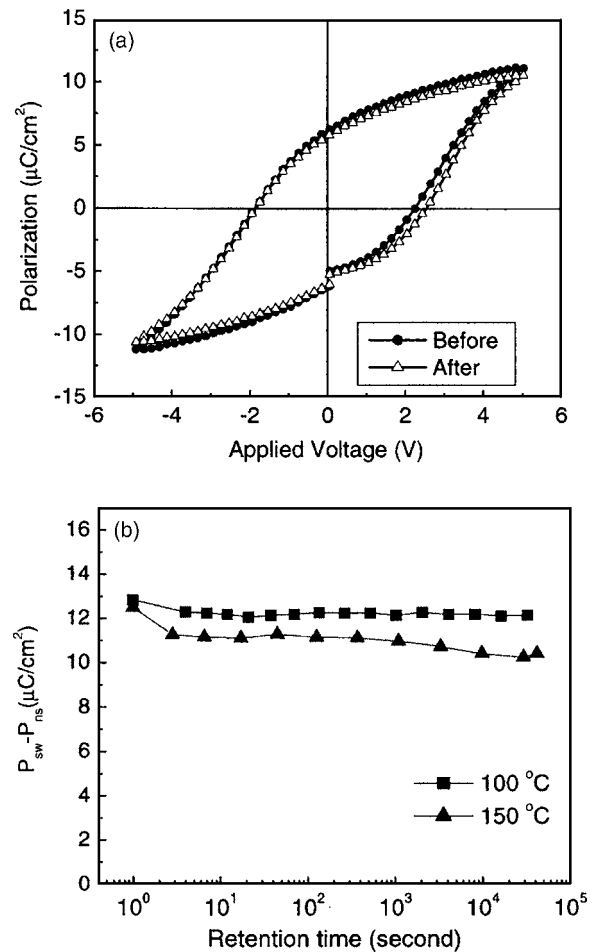 (a)
15
10
5
0
-5
-10
-15
Polarization (μC/cm²)
Before
After
-6 -4 -2 0 2 4 6
Applied Voltage (V)
(b)
16
14
12
10
8
6
4
2
0
P_sw-P_ns(μC/cm²)
100 °C
150 °C
10⁰ 10¹ 10² 10³ 10⁴ 10⁵
Retention time (second)